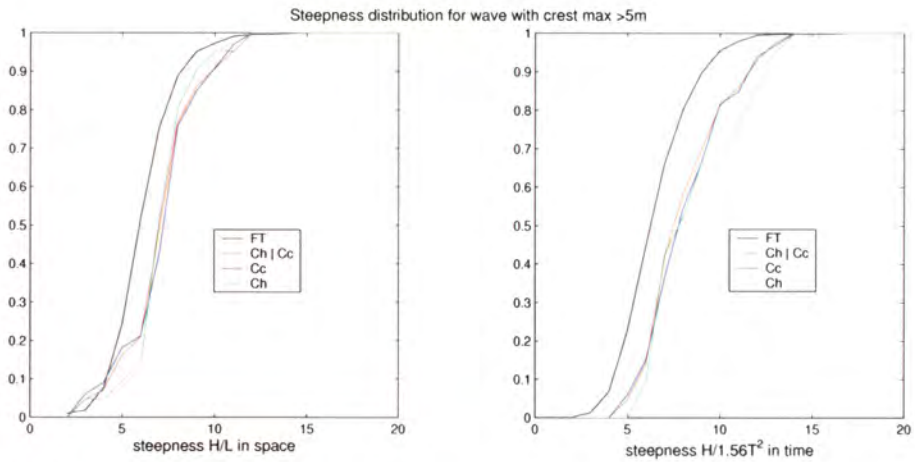 Steepness distribution for wave with crest max >5m
1
0.9
0.8
0.7
0.6
0.5
0.4
0.3
0.2
0.1
0
0
5
10
15
20
FT
Ch | Cc
Cc
Ch
steepness H/L in space
1
0.9
0.8
0.7
0.6
0.5
0.4
0.3
0.2
0.1
0
0
5
10
15
20
FT
Ch | Cc
Cc
Ch
steepness H/1.56T² in time